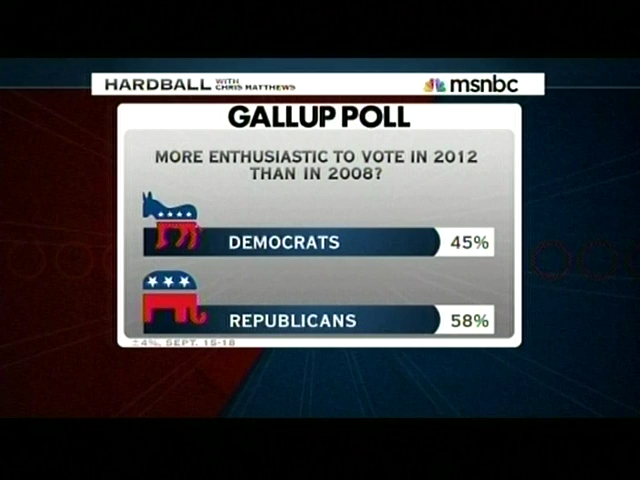 HARDBALL WITH CHRIS MATTHEWS msnbc
GALLUP POLL
MORE ENTHUSIASTIC TO VOTE IN 2012
THAN IN 2008?
DEMOCRATS 45%
REPUBLICANS 58%
±4%, SEPT. 15-18